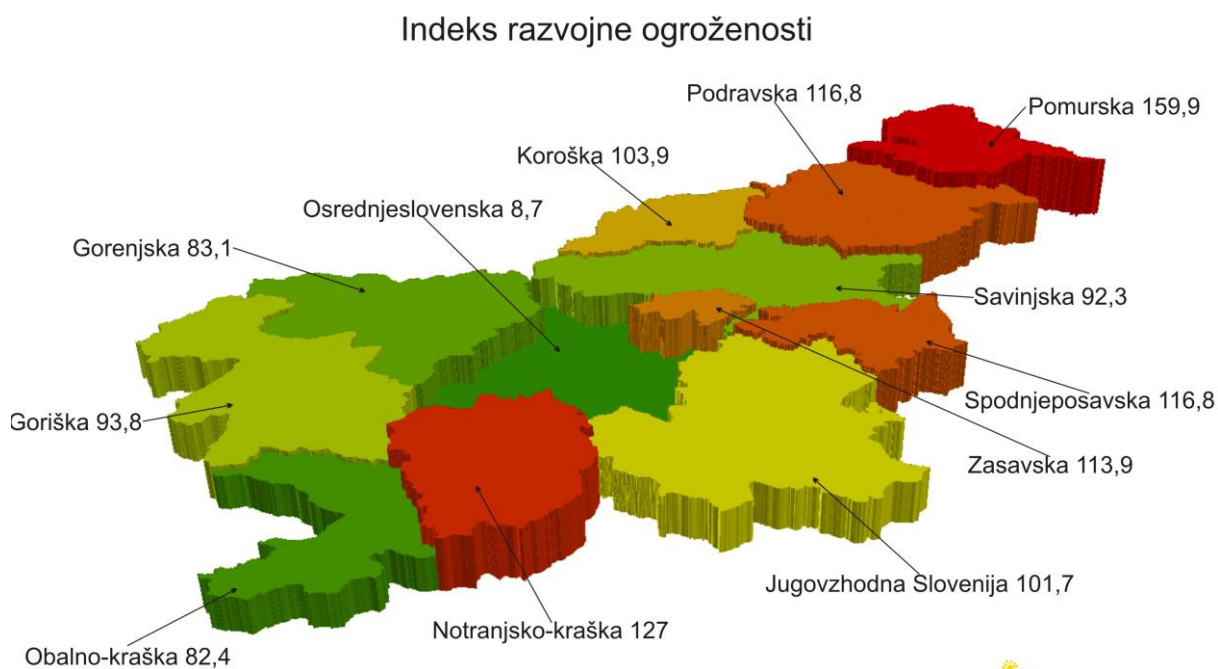 Indeks razvojne ogroženosti
Podravska 116,8
Pomurska 159,9
Koroška 103,9
Osrednjeslovenska 8,7
Gorenjska 83,1
Savinjska 92,3
Goriška 93,8
Spodnjeposavska 116,8
Zasavska 113,9
Jugovzhodna Slovenija 101,7
Notranjsko-kraška 127
Obalno-kraška 82,4